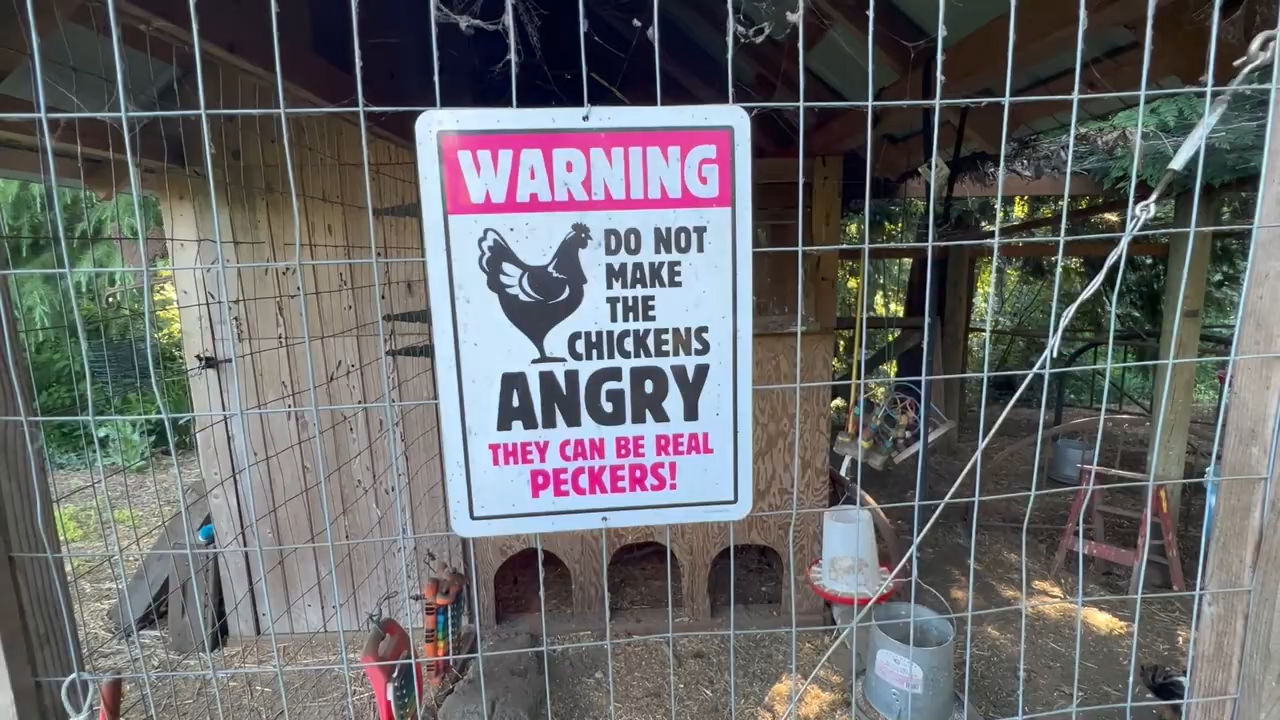 WARNING
DO NOT
MAKE
THE
CHICKENS
ANGRY
THEY CAN BE REAL
PECKERS!